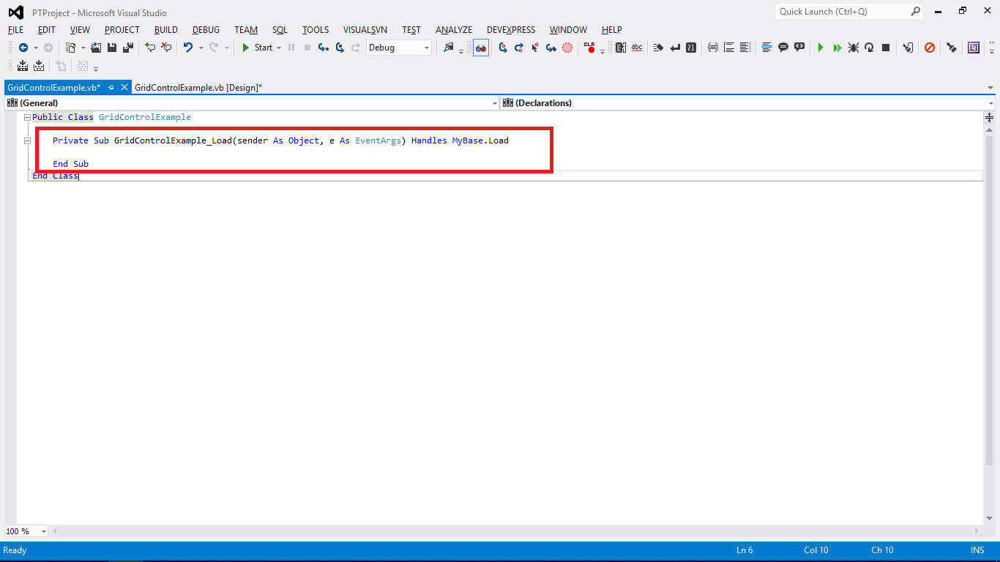 PTProject - Microsoft Visual Studio
Quick Launch (Ctrl+Q)
FILE EDIT VIEW PROJECT BUILD DEBUG TEAM SQL TOOLS VISUALSVN TEST ANALYZE DEVEXPRESS WINDOW HELP
Start Debug CLR abc 21
GridControlExample.vb* GridControlExample.vb [Design]*
(General) (Declarations)
Public Class GridControlExample
Private Sub GridControlExample_Load(sender As Object, e As EventArgs) Handles MyBase.Load
End Sub
End Class
100 %
Ready Ln 6 Col 10 Ch 10 INS